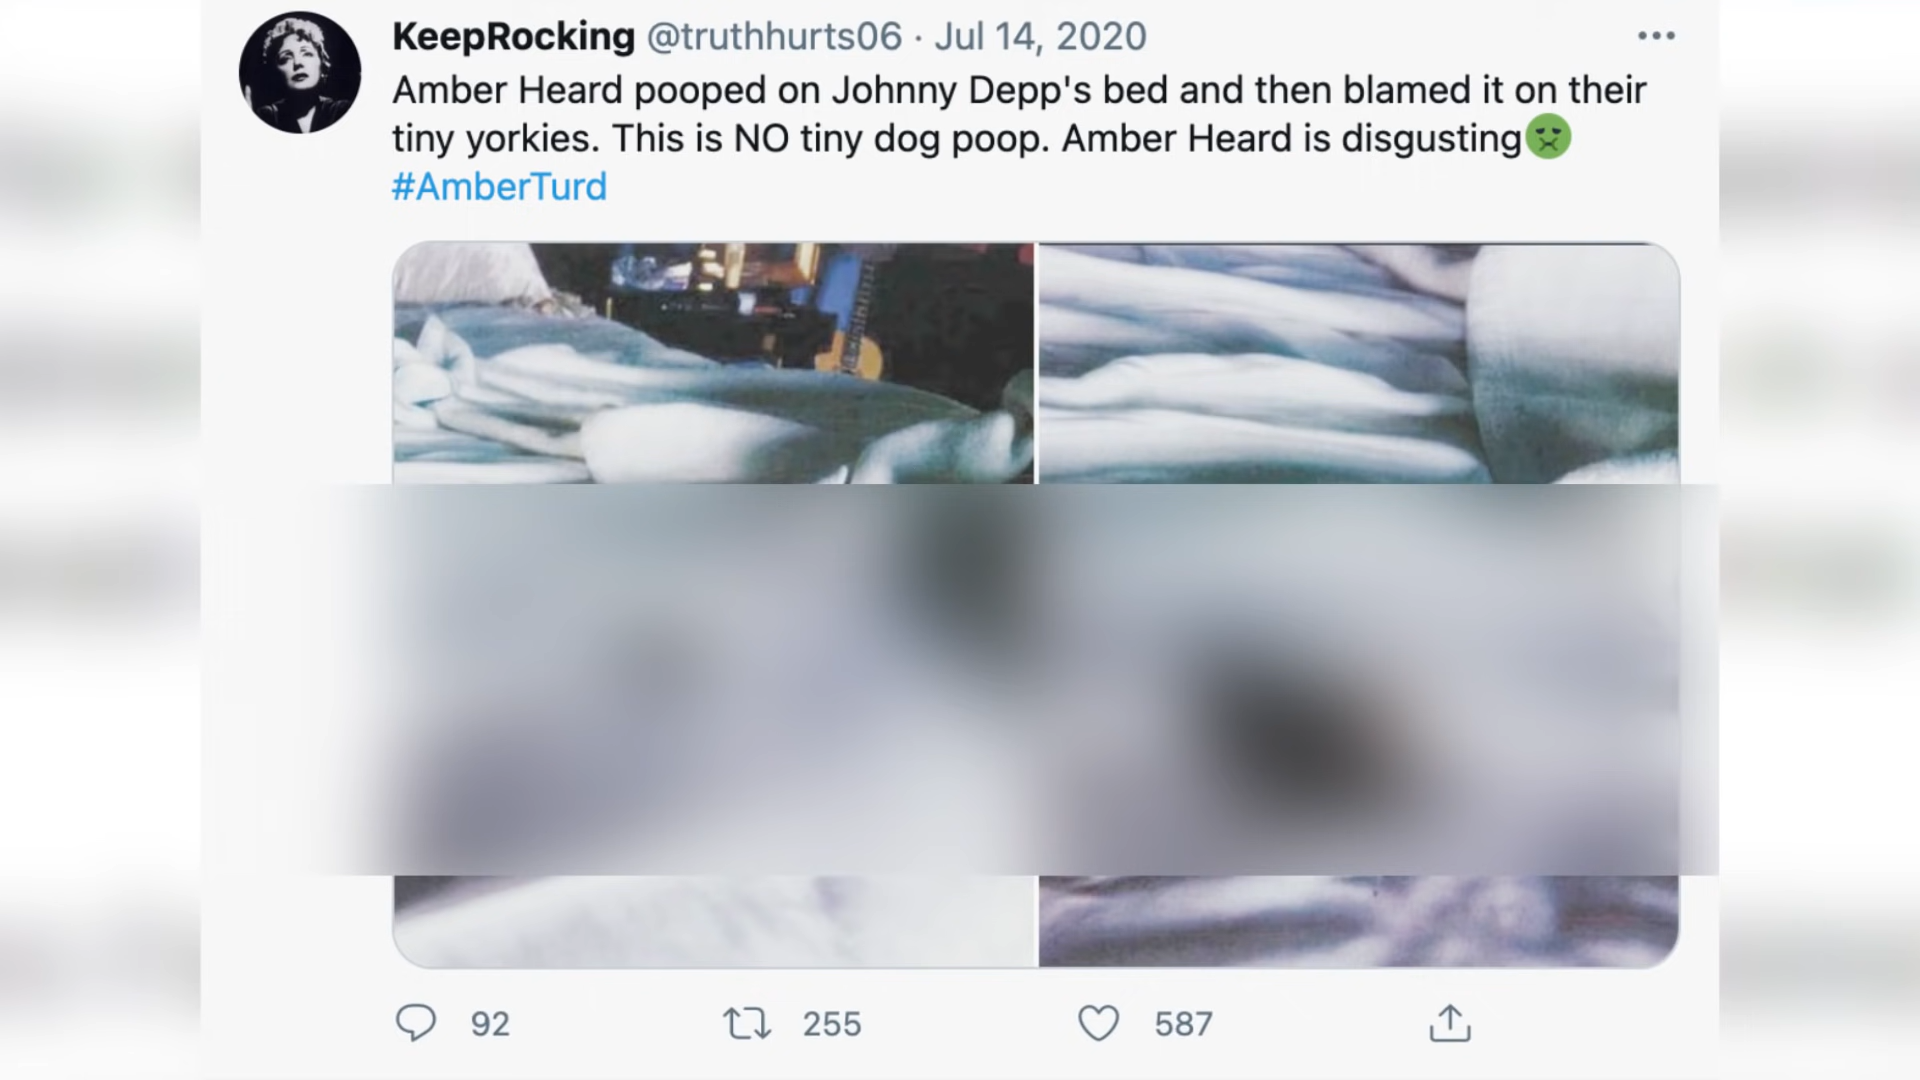 KeepRocking @truthhurts06 · Jul 14, 2020
Amber Heard pooped on Johnny Depp's bed and then blamed it on their
tiny yorkies. This is NO tiny dog poop. Amber Heard is disgusting🤢
#AmberTurd
92 255 587